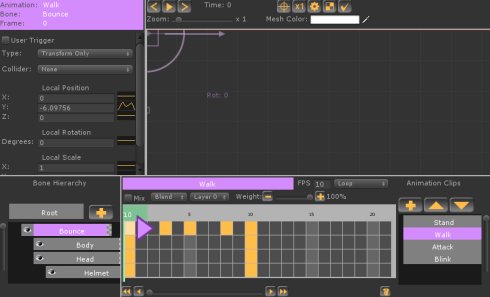 Animation: Walk
Bone: Bounce
Frame: 0
Time: 0
x1
Zoom: x 1
Mesh Color:
User Trigger
Type: Transform Only
Collider: None
Local Position
X: 0
Y: -6.09756
Z: 0
Rot: 0
Local Rotation
Degrees: 0
Local Scale
X: 1
Bone Hierarchy
Walk
FPS 10
Loop
Animation Clips
Mix
Blend
Layer 0
Weight:
100%
Root
10
5
10
15
20
Bounce
Body
Head
Helmet
Stand
Walk
Attack
Blink